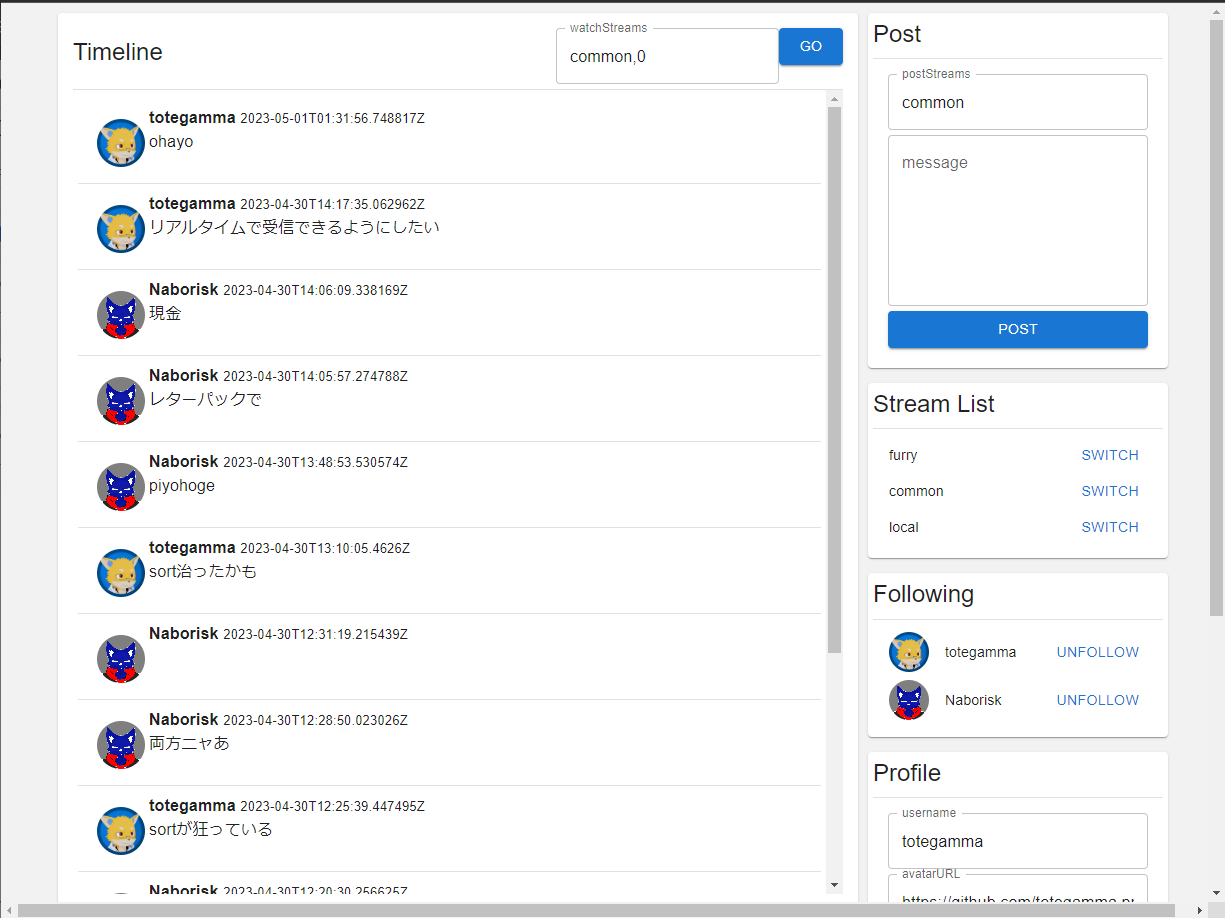 Timeline
watchStreams
common,0
GO
totegamma 2023-05-01T01:31:56.748817Z
ohayo
totegamma 2023-04-30T14:17:35.062962Z
リアルタイムで受信できるようにしたい
Naborisk 2023-04-30T14:06:09.338169Z
現金
Naborisk 2023-04-30T14:05:57.274788Z
レターパックで
Naborisk 2023-04-30T13:48:53.530574Z
piyohoge
totegamma 2023-04-30T13:10:05.4626Z
sort治ったかも
Naborisk 2023-04-30T12:31:19.215439Z
Naborisk 2023-04-30T12:28:50.023026Z
両方ニャあ
totegamma 2023-04-30T12:25:39.447495Z
sortが狂っている
Naborisk 2023-04-30T12:20:30.256625Z
Post
postStreams
common
message
POST
Stream List
furry SWITCH
common SWITCH
local SWITCH
Following
totegamma UNFOLLOW
Naborisk UNFOLLOW
Profile
username
totegamma
avatarURL
https://github.com/totegamma.pn